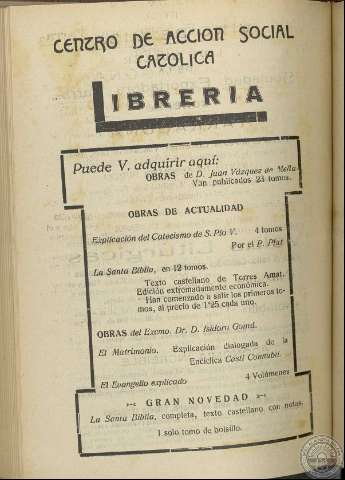 CENTRO DE ACCION SOCIAL
CATOLICA
LIBRERIA
Puede V. adquirir aquí:
OBRAS de D. Juan Vázquez de Mella
Van publicados 23 tomos.
OBRAS DE ACTUALIDAD
Explicación del Catecismo de S. Pío V. 4 tomos
Por el P. Plat
La Santa Biblia, en 12 tomos.
Texto castellano de Torres Amat.
Edición extremadamente económica.
Han comenzado a salir los primeros to-
mos, al precio de 1'25 cada uno.
OBRAS del Excmo. Dr. D. Isidoro Gomá.
El Matrimonio. Explicación dialogada de la
Encíclica Casti Connubii.
El Evangelio explicado 4 Volúmenes
GRAN NOVEDAD
La Santa Biblia, completa, texto castellano con notas.
1 solo tomo de bolsillo.